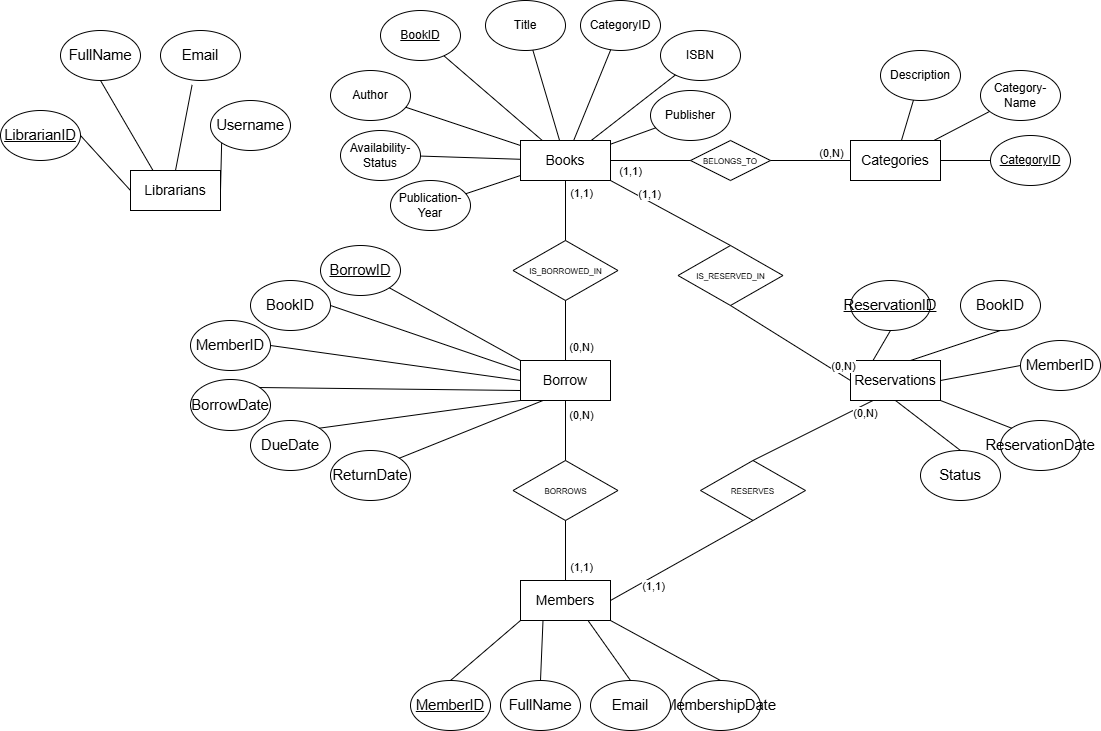 Title
CategoryID
BookID
FullName
Email
ISBN
Description
Category-
Name
Author
Publisher
LibrarianID
Username
Availability-
Status
Books
(1,1)
BELONGS_TO
(0,N)
Categories
CategoryID
Librarians
Publication-
Year
(1,1)
(1,1)
BorrowID
IS_BORROWED_IN
IS_RESERVED_IN
BookID
ReservationID
BookID
MemberID
(0,N)
(0,N)
MemberID
Borrow
Reservations
BorrowDate
(0,N)
(0,N)
DueDate
ReservationDate
ReturnDate
Status
BORROWS
RESERVES
(1,1)
(1,1)
Members
MemberID
FullName
Email
MembershipDate